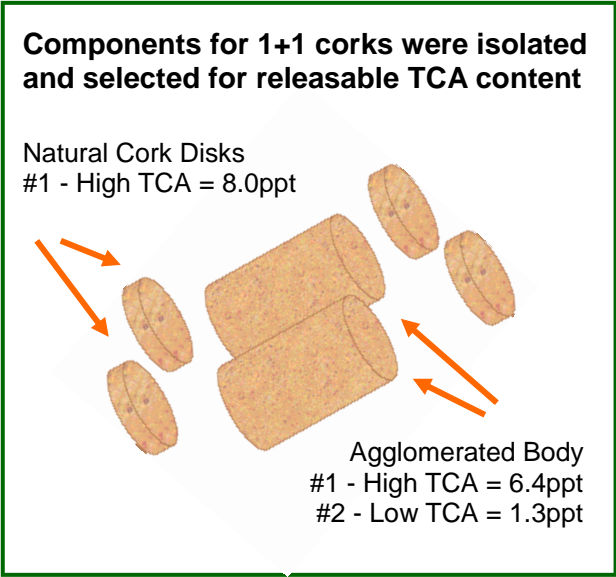 Components for 1+1 corks were isolated
and selected for releasable TCA content
Natural Cork Disks
#1 - High TCA = 8.0ppt
Agglomerated Body
#1 - High TCA = 6.4ppt
#2 - Low TCA = 1.3ppt